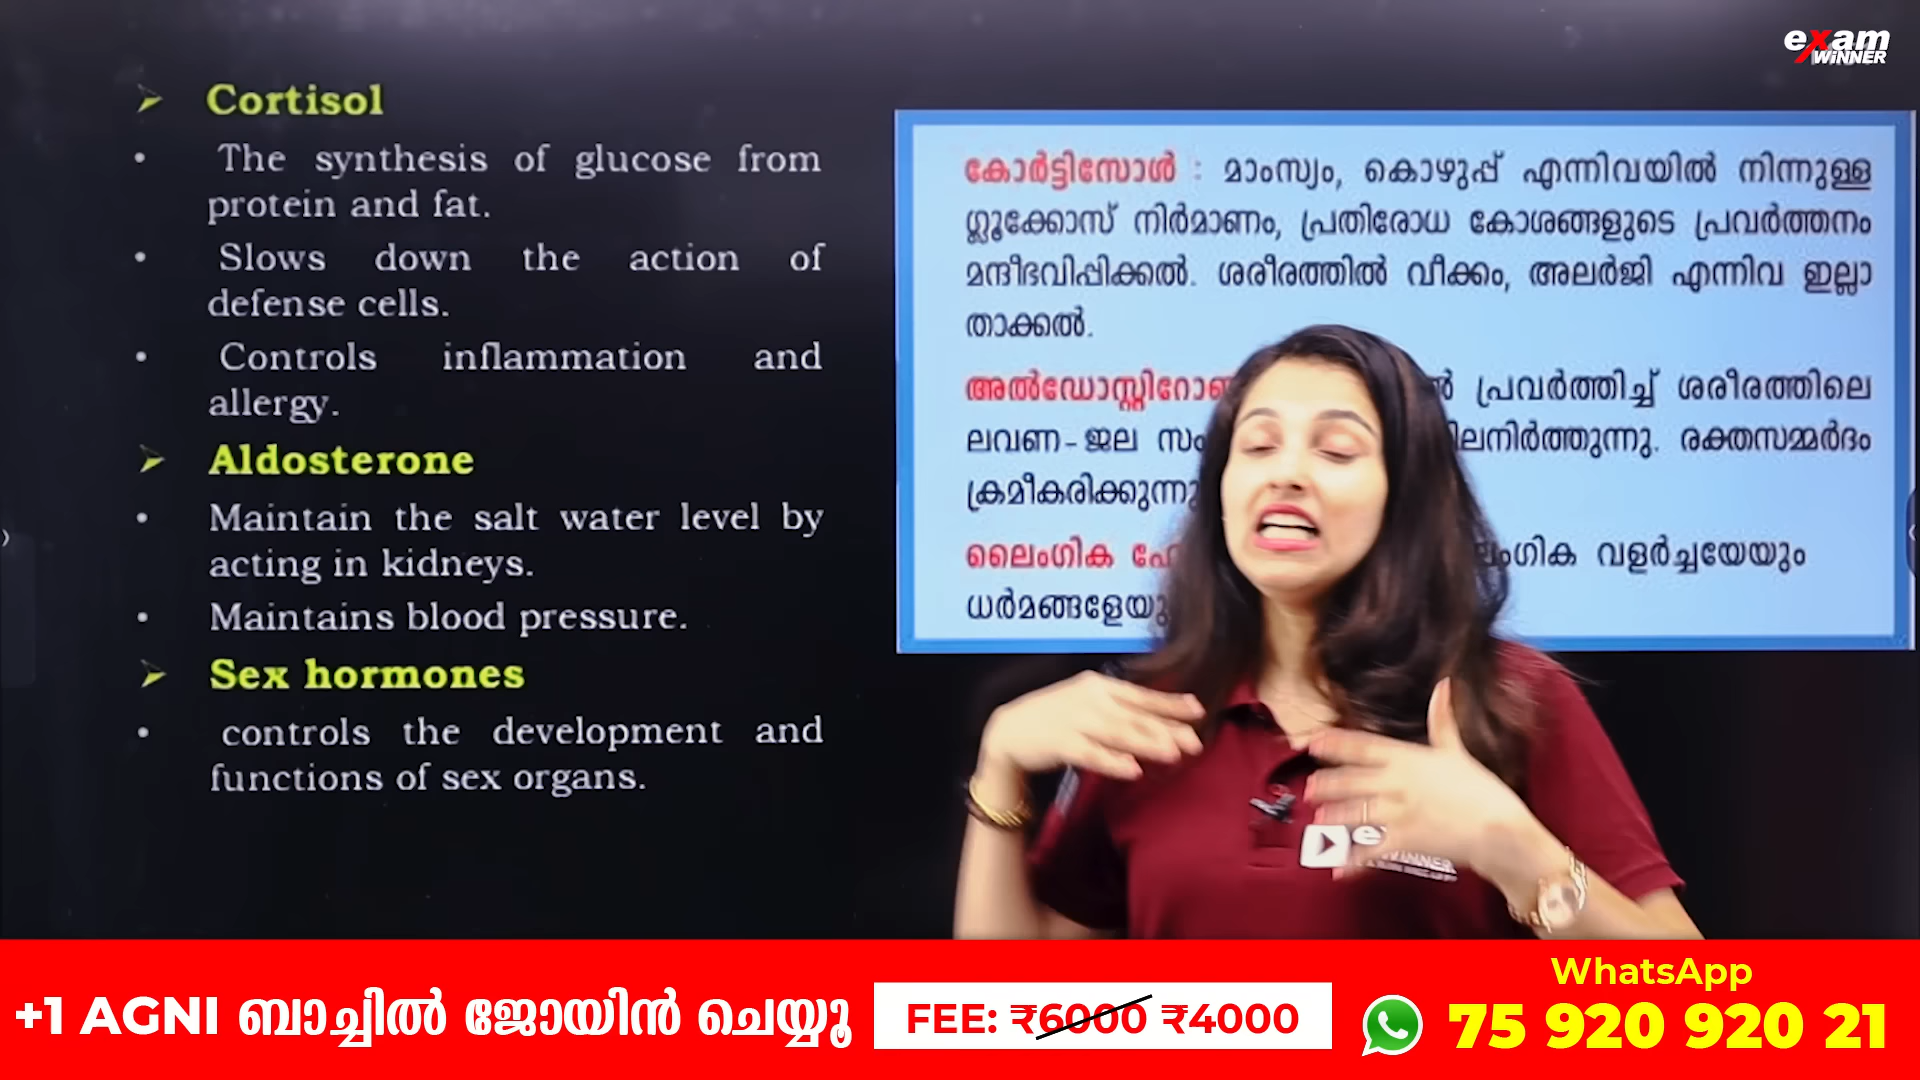 exam
WiNNER
➢ Cortisol
• The synthesis of glucose from
protein and fat.
• Slows down the action of
defense cells.
• Controls inflammation and
allergy.
➢ Aldosterone
• Maintain the salt water level by
acting in kidneys.
• Maintains blood pressure.
➢ Sex hormones
• controls the development and
functions of sex organs.
കോർട്ടിസോൾ : മാംസ്യം, കൊഴുപ്പ് എന്നിവയിൽ നിന്നുള്ള
ഗ്ലൂക്കോസ് നിർമാണം, പ്രതിരോധ കോശങ്ങളുടെ പ്രവർത്തനം
മന്ദീഭവിപ്പിക്കൽ. ശരീരത്തിൽ വീക്കം, അലർജി എന്നിവ ഇല്ലാ
താക്കൽ.
പ്രവർത്തിച്ച് ശരീരത്തിലെ
ലവണ-ജല രക്തസമ്മർദം
ക്രമീകരിക്കുന്നു
ലൈംഗിക വളർച്ചയേയും
WiNNER
+1 AGNI ബാച്ചിൽ ജോയിൻ ചെയ്യൂ
FEE: ₹6000 ₹4000
WhatsApp
75 920 920 21